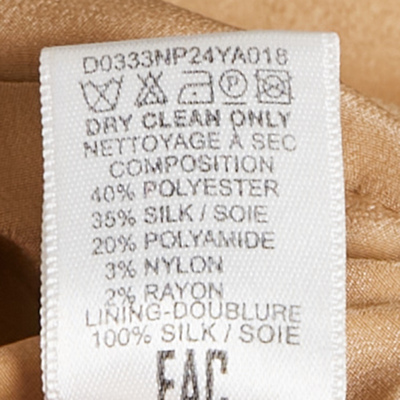 D0333NP24YA018
DRY CLEAN ONLY
NETTOYAGE À SEC
COMPOSITION
40% POLYESTER
35% SILK / SOIE
20% POLYAMIDE
3% NYLON
2% RAYON
LINING-DOUBLURE
100% SILK / SOIE
EAC